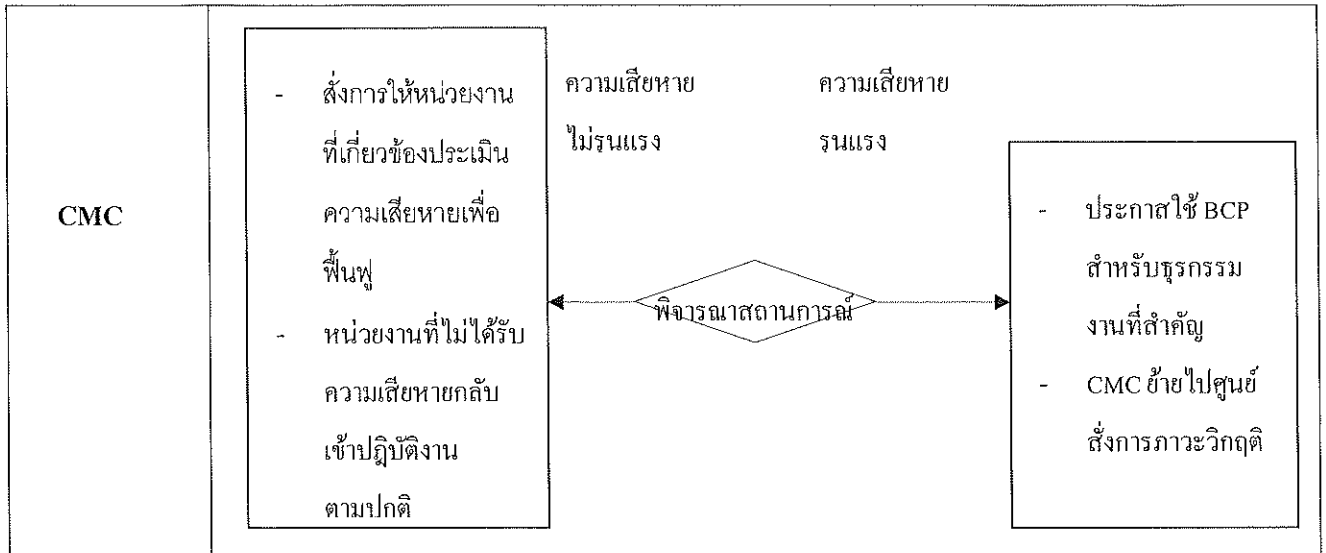 CMC
- สั่งการให้หน่วยงาน
ที่เกี่ยวข้องประเมิน
ความเสียหายเพื่อ
ฟื้นฟู
- หน่วยงานที่ไม่ได้รับ
ความเสียหายกลับ
เข้าปฏิบัติงาน
ตามปกติ
ความเสียหาย
ไม่รุนแรง
ความเสียหาย
รุนแรง
พิจารณาสถานการณ์
- ประกาสใช้ BCP
สำหรับธุรกรรม
งานที่สำคัญ
- CMC ย้ายไปศูนย์
สั่งการภาวะวิกฤติ